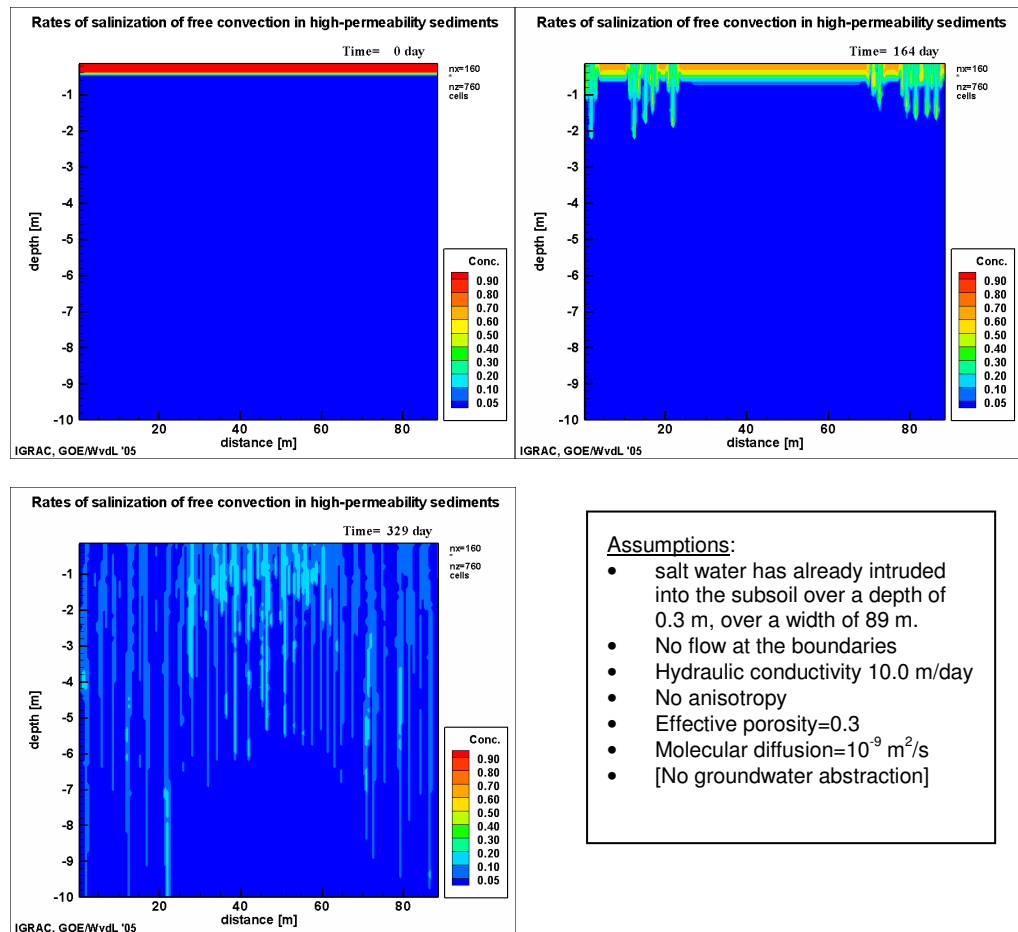 Rates of salinization of free convection in high-permeability sediments
Time= 0 day
nx=160
*
nz=760
cells
-1
-2
-3
-4
-5
-6
-7
-8
-9
-10
depth [m]
20
40
60
80
distance [m]
Conc.
0.90
0.80
0.70
0.60
0.50
0.40
0.30
0.20
0.10
0.05
IGRAC, GOE/WvdL '05
Rates of salinization of free convection in high-permeability sediments
Time= 164 day
nx=160
*
nz=760
cells
-1
-2
-3
-4
-5
-6
-7
-8
-9
-10
depth [m]
20
40
60
80
distance [m]
Conc.
0.90
0.80
0.70
0.60
0.50
0.40
0.30
0.20
0.10
0.05
IGRAC, GOE/WvdL '05
Rates of salinization of free convection in high-permeability sediments
Time= 329 day
nx=160
*
nz=760
cells
-1
-2
-3
-4
-5
-6
-7
-8
-9
-10
depth [m]
20
40
60
80
distance [m]
Conc.
0.90
0.80
0.70
0.60
0.50
0.40
0.30
0.20
0.10
0.05
IGRAC, GOE/WvdL '05
Assumptions:
• salt water has already intruded
into the subsoil over a depth of
0.3 m, over a width of 89 m.
• No flow at the boundaries
• Hydraulic conductivity 10.0 m/day
• No anisotropy
• Effective porosity=0.3
• Molecular diffusion=10⁻⁹ m²/s
• [No groundwater abstraction]